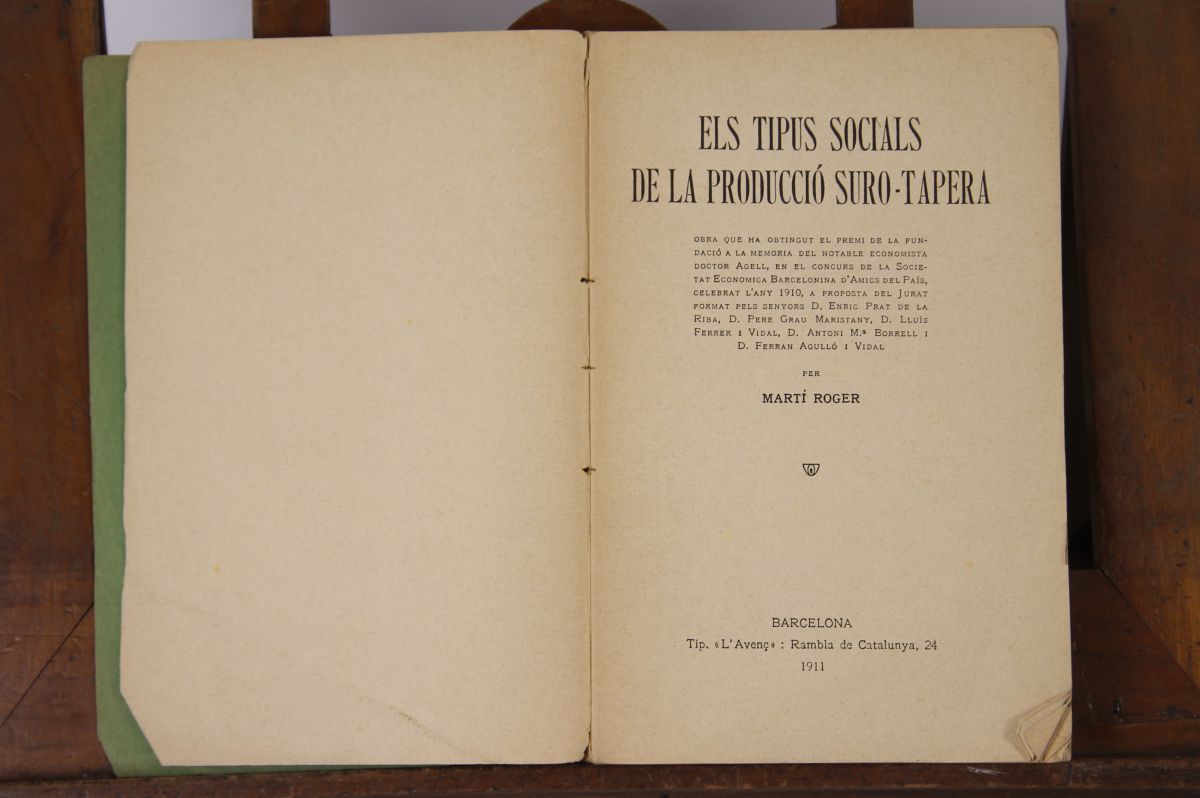 ELS TIPUS SOCIALS
DE LA PRODUCCIÓ SURO-TAPERA
OBRA QUE HA OBTINGUT EL PREMI DE LA FUN-
DACIÓ A LA MEMORIA DEL NOTABLE ECONOMISTA
DOCTOR AGELL, EN EL CONCURS DE LA SOCIE-
TAT ECONOMICA BARCELONINA D'AMICS DEL PAÍS,
CELEBRAT L'ANY 1910, A PROPOSTA DEL JURAT
FORMAT PELS SENYORS D. ENRIC PRAT DE LA
RIBA, D. PERE GRAU MARISTANY, D. LLUÍS
FERRER I VIDAL, D. ANTONI M.ª BORRELL I
D. FERRAN AGULLÓ I VIDAL
PER
MARTÍ ROGER
BARCELONA
Tip. «L'Avenç» : Rambla de Catalunya, 24
1911